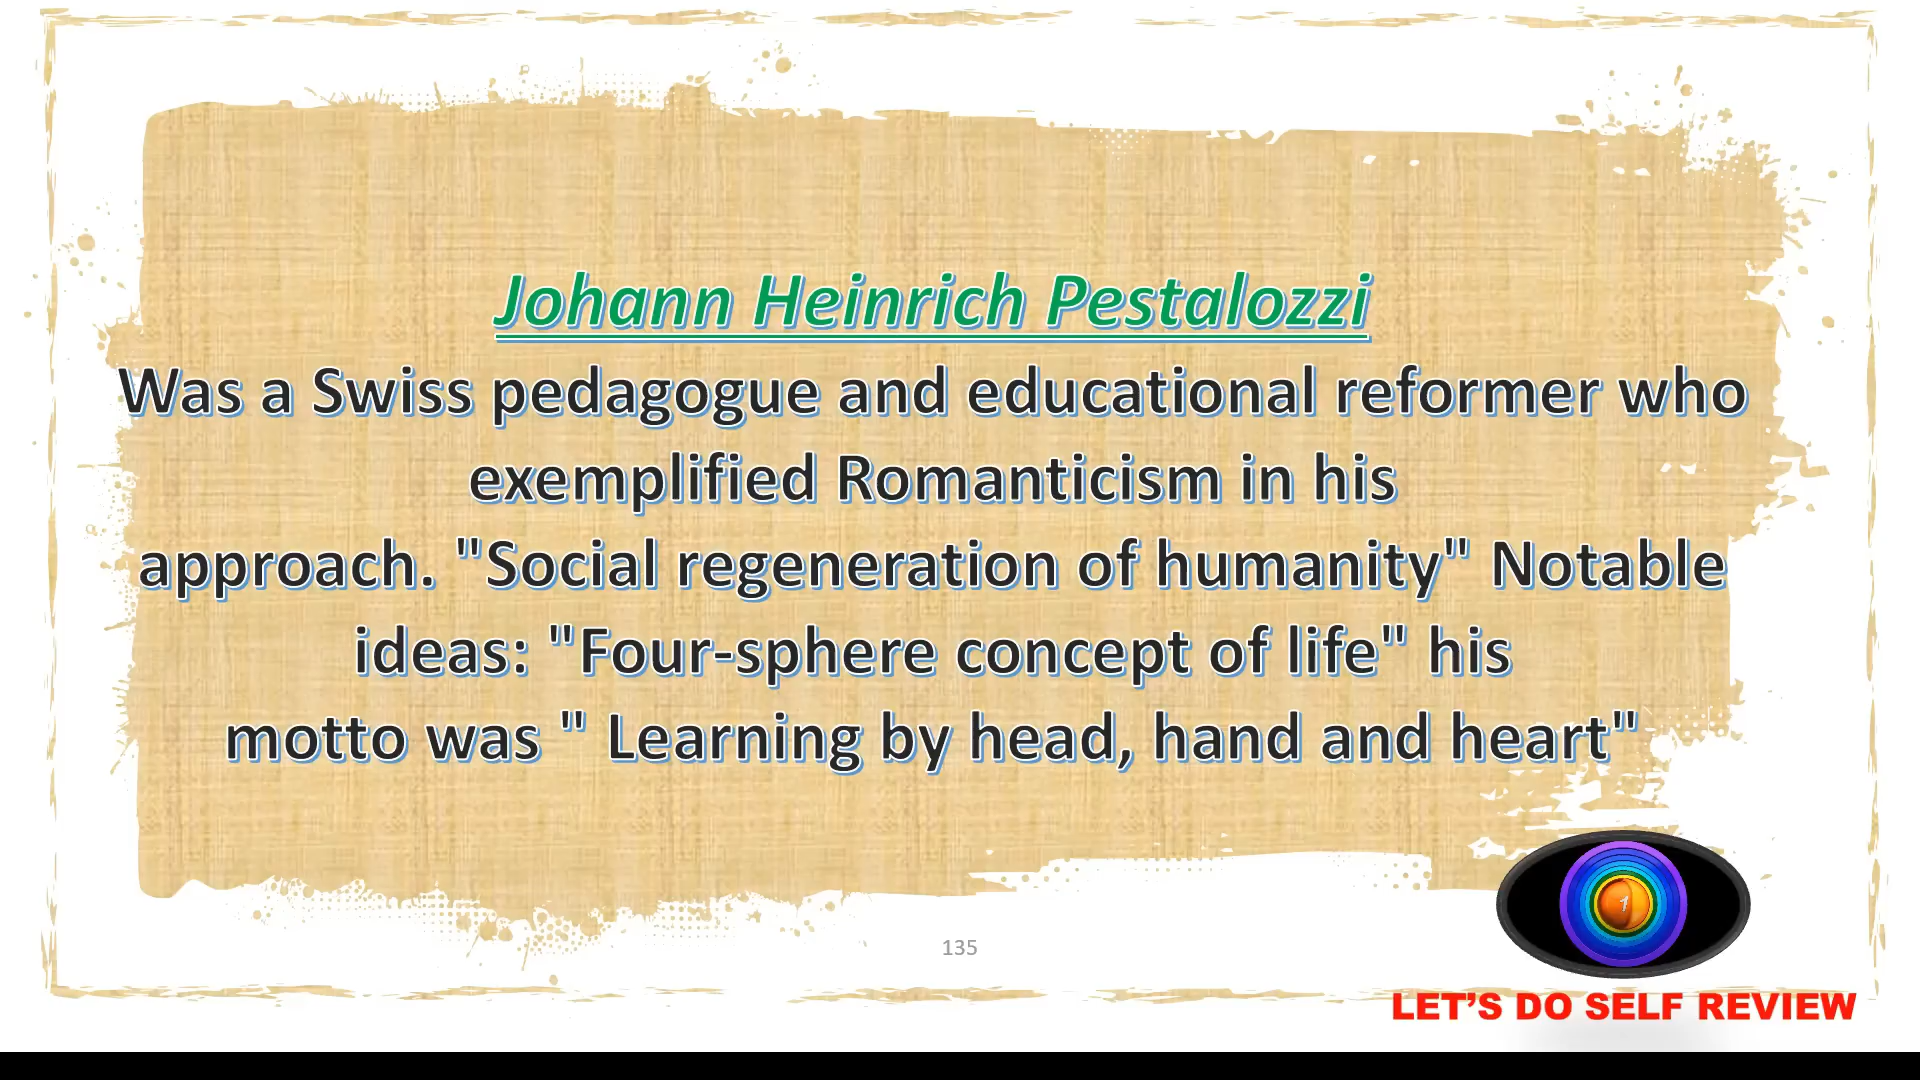 Johann Heinrich Pestalozzi
Was a Swiss pedagogue and educational reformer who
exemplified Romanticism in his
approach. "Social regeneration of humanity" Notable
ideas: "Four-sphere concept of life" his
motto was " Learning by head, hand and heart"
1
135
LET'S DO SELF REVIEW